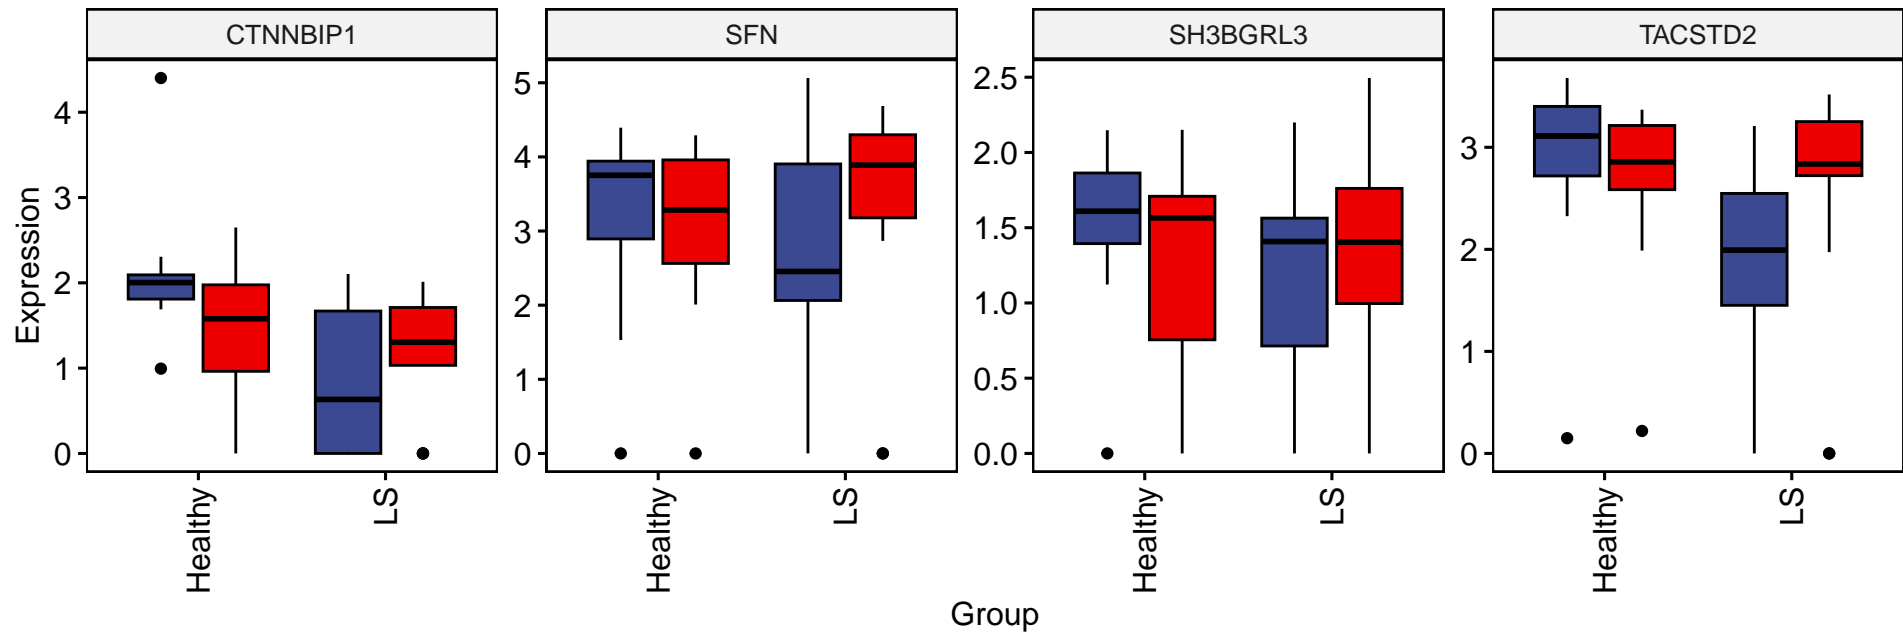 CTNNBIP1 SFN SH3BGRL3 TACSTD2
Expression
0 1 2 3 4
0 1 2 3 4 5
0.0 0.5 1.0 1.5 2.0 2.5
0 1 2 3
Healthy LS Healthy LS Healthy LS Healthy LS
Group